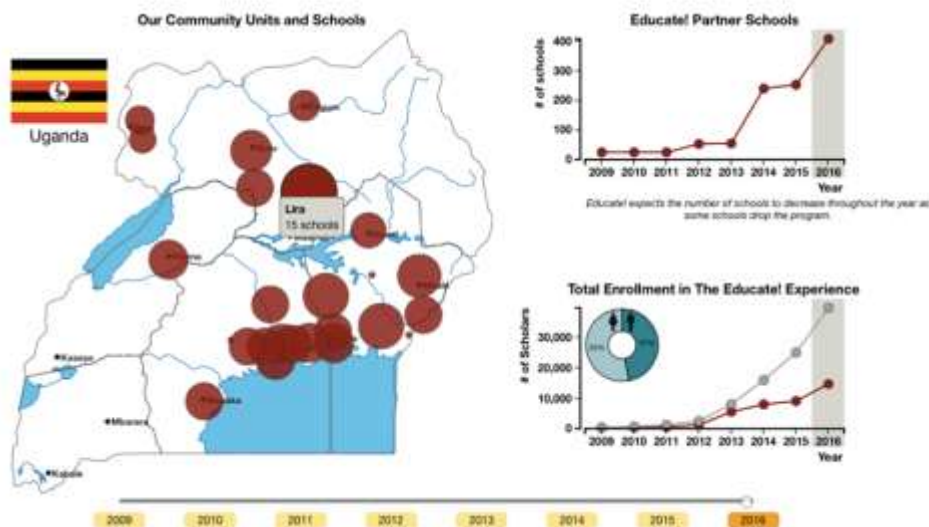 Our Community Units and Schools
Uganda
Lira
15 schools
Kasese
Mbarara
Kabale
Educate! Partner Schools
# of schools
400
300
200
100
0
2009 2010 2011 2012 2013 2014 2015 2016
Year
Educate! expects the number of schools to decrease throughout the year as
some schools drop the program.
Total Enrollment in The Educate! Experience
# of Scholars
30,000
20,000
10,000
0
2009 2010 2011 2012 2013 2014 2015 2016
Year
2009 2010 2011 2012 2013 2014 2015 2016